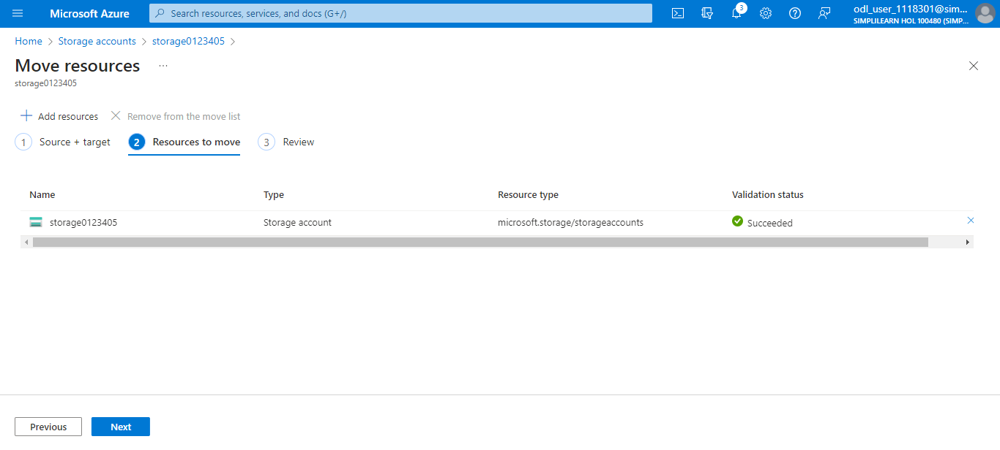 Microsoft Azure
Search resources, services, and docs (G+/)
3
odl_user_1118301@sim...
SIMPLILEARN HOL 100480 (SIMP...
Home > Storage accounts > storage0123405 >
Move resources ...
storage0123405
Add resources Remove from the move list
1 Source + target 2 Resources to move 3 Review
Name Type Resource type Validation status
storage0123405 Storage account microsoft.storage/storageaccounts Succeeded
Previous Next